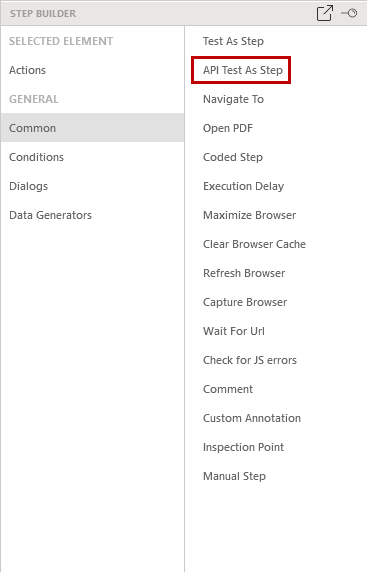 STEP BUILDER
SELECTED ELEMENT
Actions
GENERAL
Common
Conditions
Dialogs
Data Generators
Test As Step
API Test As Step
Navigate To
Open PDF
Coded Step
Execution Delay
Maximize Browser
Clear Browser Cache
Refresh Browser
Capture Browser
Wait For Url
Check for JS errors
Comment
Custom Annotation
Inspection Point
Manual Step